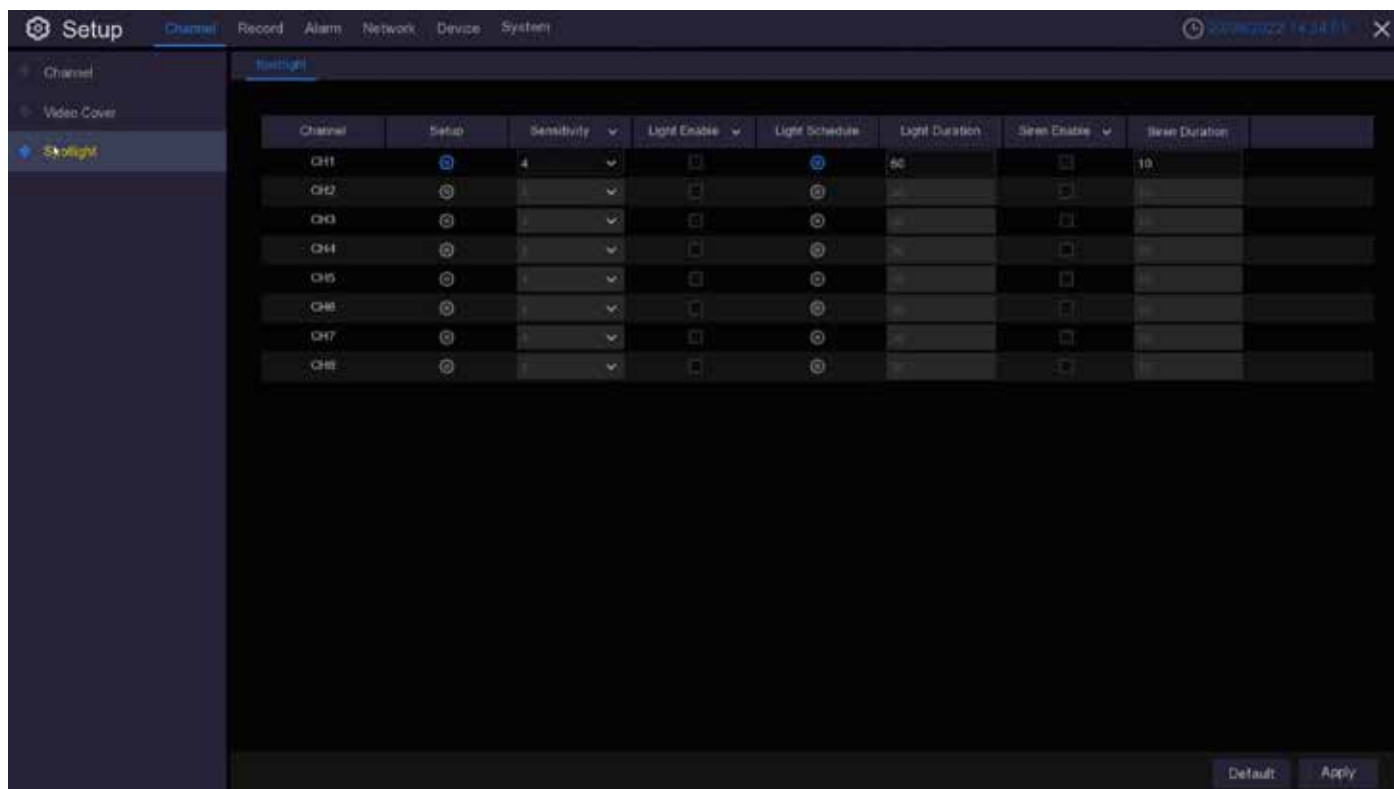 Setup Channel Record Alarm Network Device System
Channel
Video Cover
Spotlight
Spotlight
Channel Setup Sensitivity Light Enable Light Schedule Light Duration Siren Enable Siren Duration
CH1 4 60 10
CH2
CH3
CH4
CH5
CH6
CH7
CH8
Default Apply